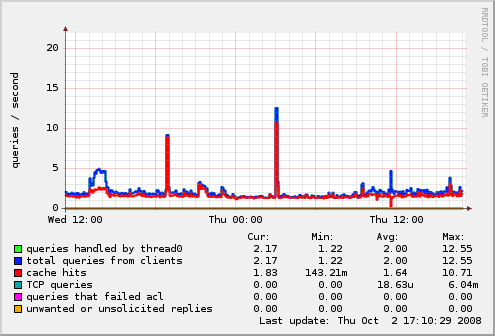 RRDTOOL / TOBI OETIKER
queries / second
20
15
10
5
0
Wed 12:00 Thu 00:00 Thu 12:00
Cur: Min: Avg: Max:
queries handled by thread0 2.17 1.22 2.00 12.55
total queries from clients 2.17 1.22 2.00 12.55
cache hits 1.83 143.21m 1.64 10.71
TCP queries 0.00 0.00 18.63u 6.04m
queries that failed acl 0.00 0.00 0.00 0.00
unwanted or unsolicited replies 0.00 0.00 0.00 0.00
Last update: Thu Oct 2 17:10:29 2008